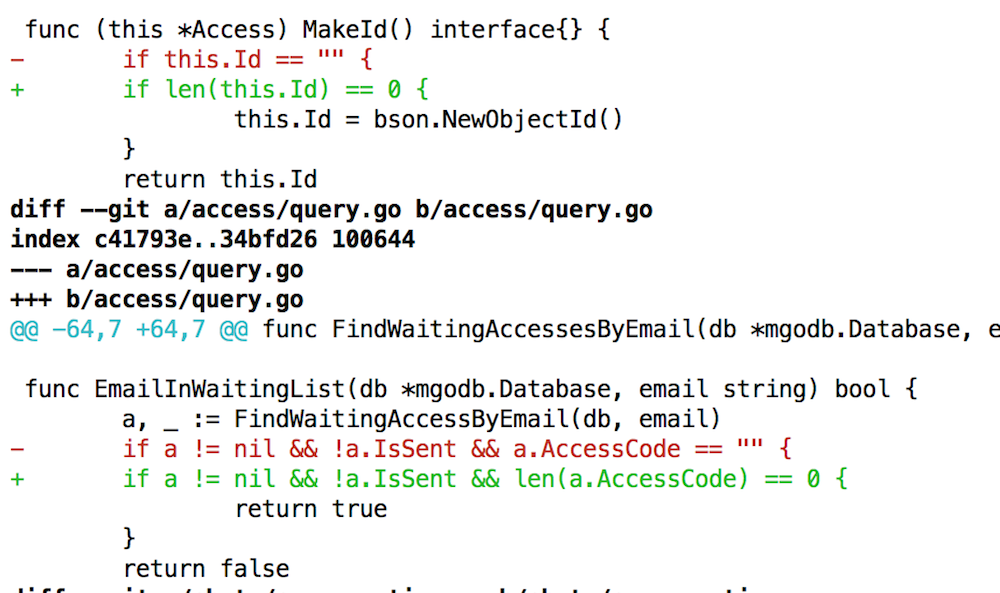 func (this *Access) MakeId() interface{} {
-       if this.Id == "" {
+       if len(this.Id) == 0 {
                this.Id = bson.NewObjectId()
        }
        return this.Id
diff --git a/access/query.go b/access/query.go
index c41793e..34bfd26 100644
--- a/access/query.go
+++ b/access/query.go
@@ -64,7 +64,7 @@ func FindWaitingAccessesByEmail(db *mgodb.Database, e
func EmailInWaitingList(db *mgodb.Database, email string) bool {
        a, _ := FindWaitingAccessByEmail(db, email)
-       if a != nil && !a.IsSent && a.AccessCode == "" {
+       if a != nil && !a.IsSent && len(a.AccessCode) == 0 {
                return true
        }
        return false